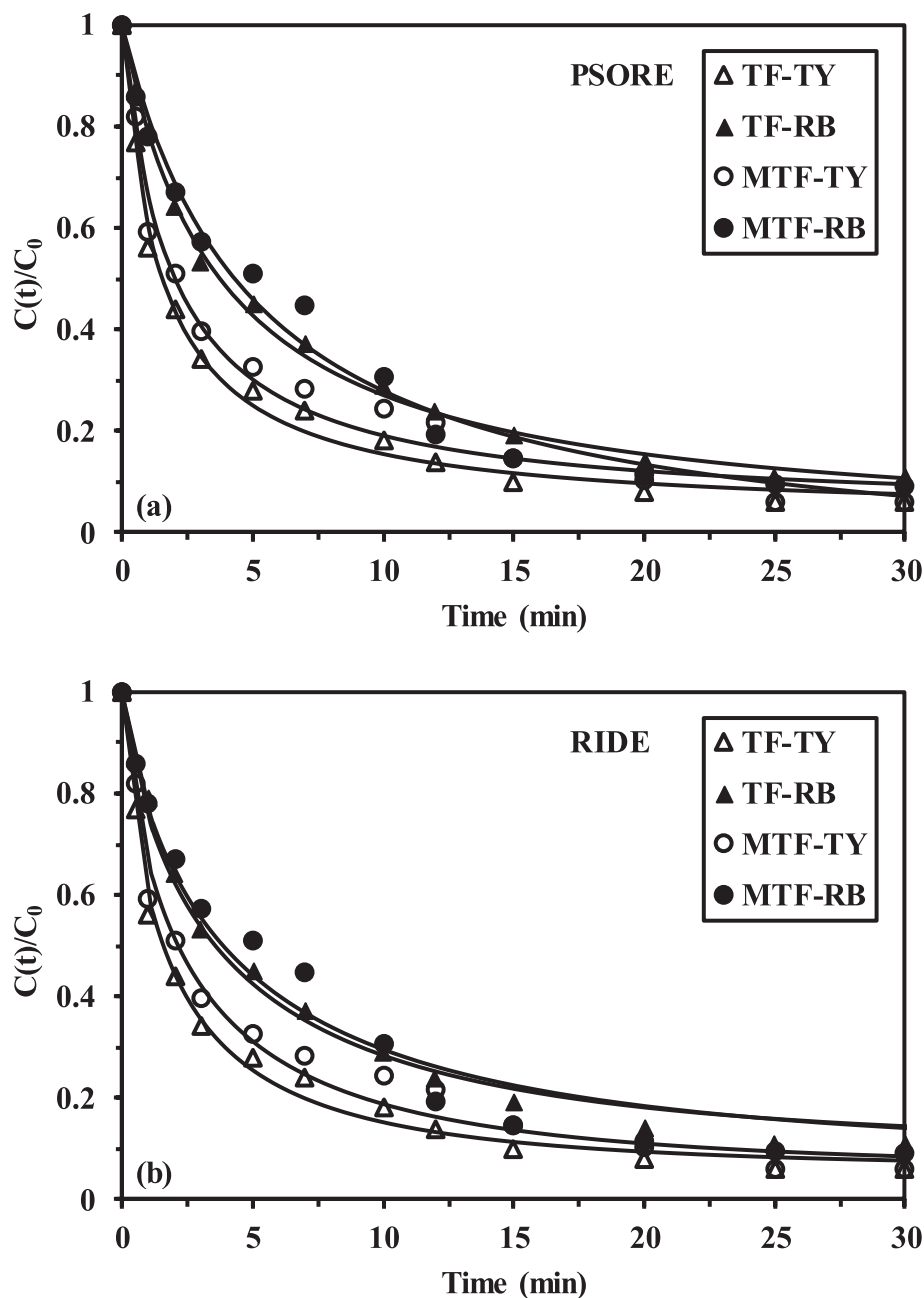 1
0.8
0.6
0.4
0.2
0
C(t)/C0
PSORE
TF-TY
TF-RB
MTF-TY
MTF-RB
(a)
0 5 10 15 20 25 30
Time (min)
1
0.8
0.6
0.4
0.2
0
C(t)/C0
RIDE
TF-TY
TF-RB
MTF-TY
MTF-RB
(b)
0 5 10 15 20 25 30
Time (min)